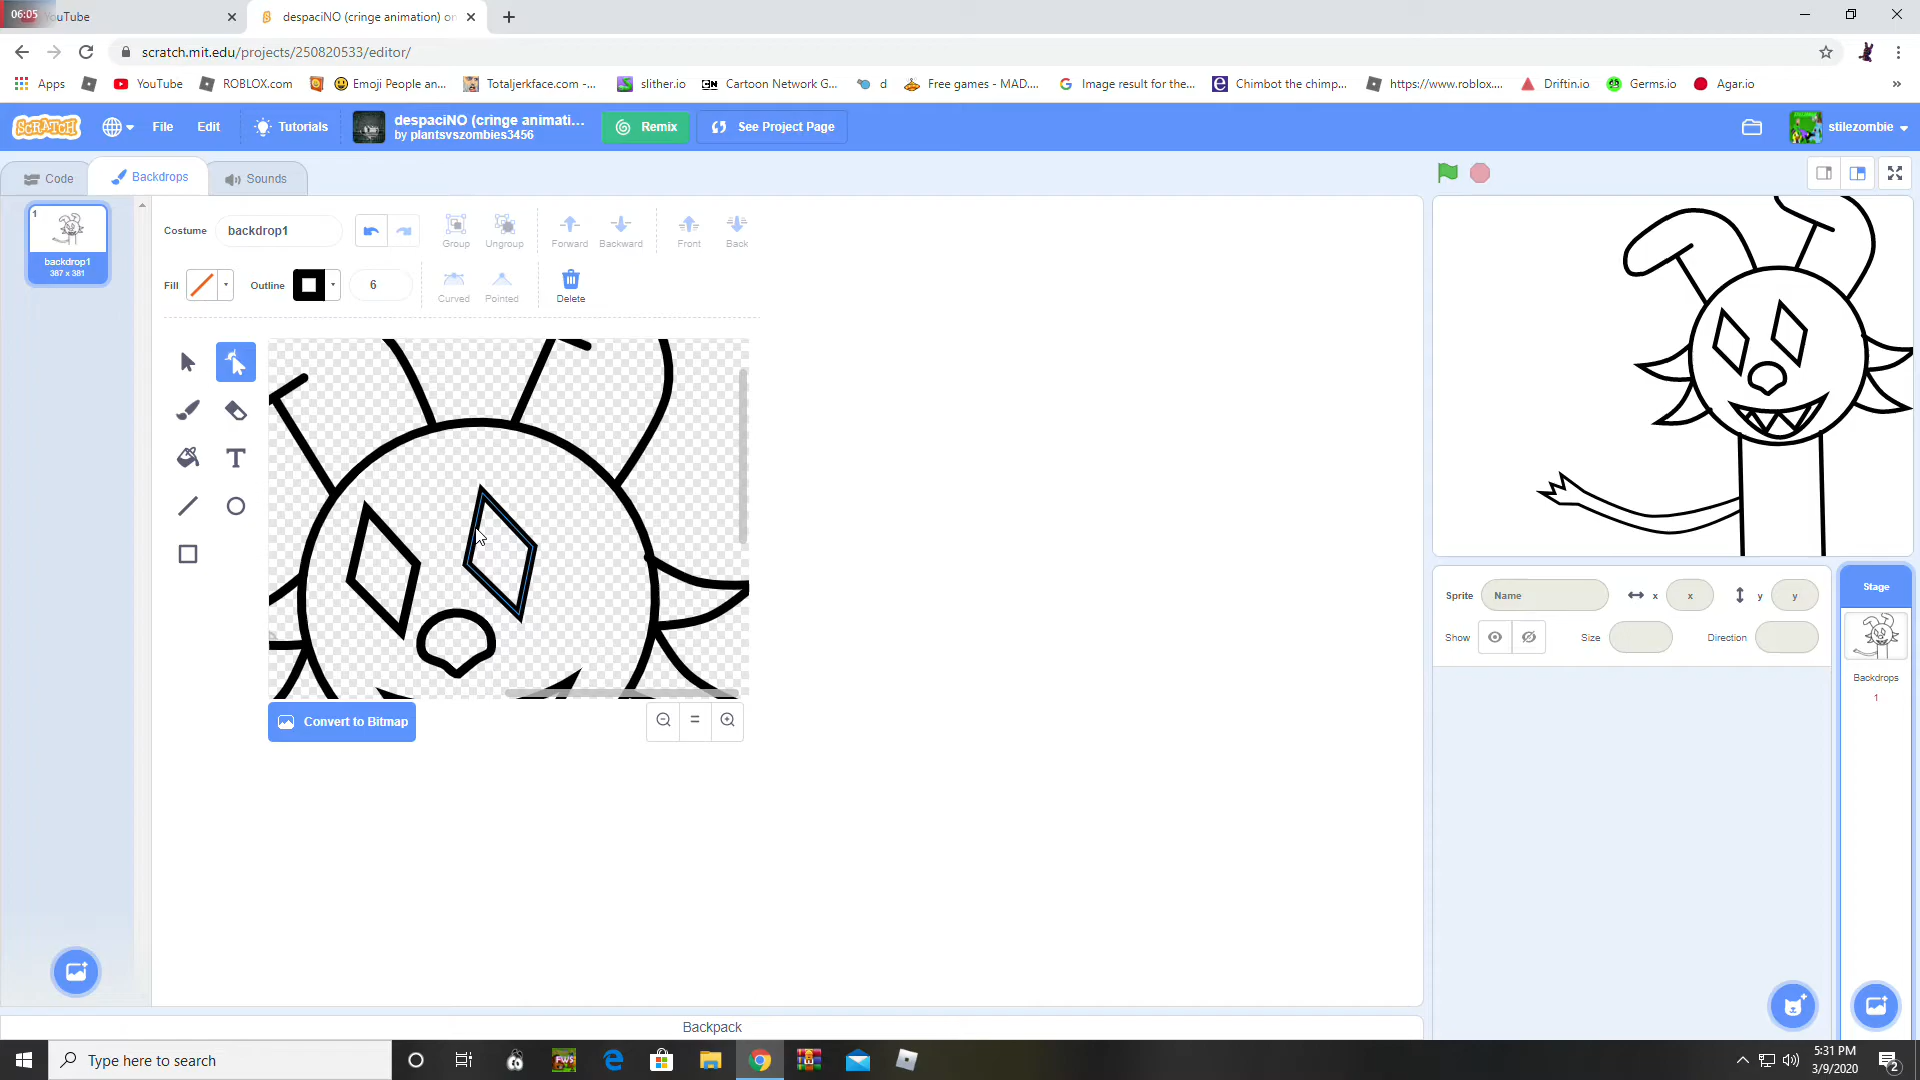 06:05
YouTube
despaciNO (cringe animation) on
scratch.mit.edu/projects/250820533/editor/
Apps
YouTube
ROBLOX.com
Emoji People an...
Totaljerkface.com -...
slither.io
CN
Cartoon Network G...
d
Free games - MAD....
Image result for the...
Chimbot the chimp...
https://www.roblox....
Driftin.io
Germs.io
Agar.io
SCRATCH
File
Edit
Tutorials
despaciNO (cringe animati...
by plantsvszombies3456
Remix
See Project Page
stilezombie
Code
Backdrops
Sounds
1
backdrop1
387 x 381
Costume
backdrop1
Group
Ungroup
Forward
Backward
Front
Back
Fill
Outline
6
Curved
Pointed
Delete
T
Convert to Bitmap
Sprite
Name
x
x
y
y
Show
Size
Direction
Stage
Backdrops
1
Backpack
Type here to search
FWS
5:31 PM
3/9/2020
2